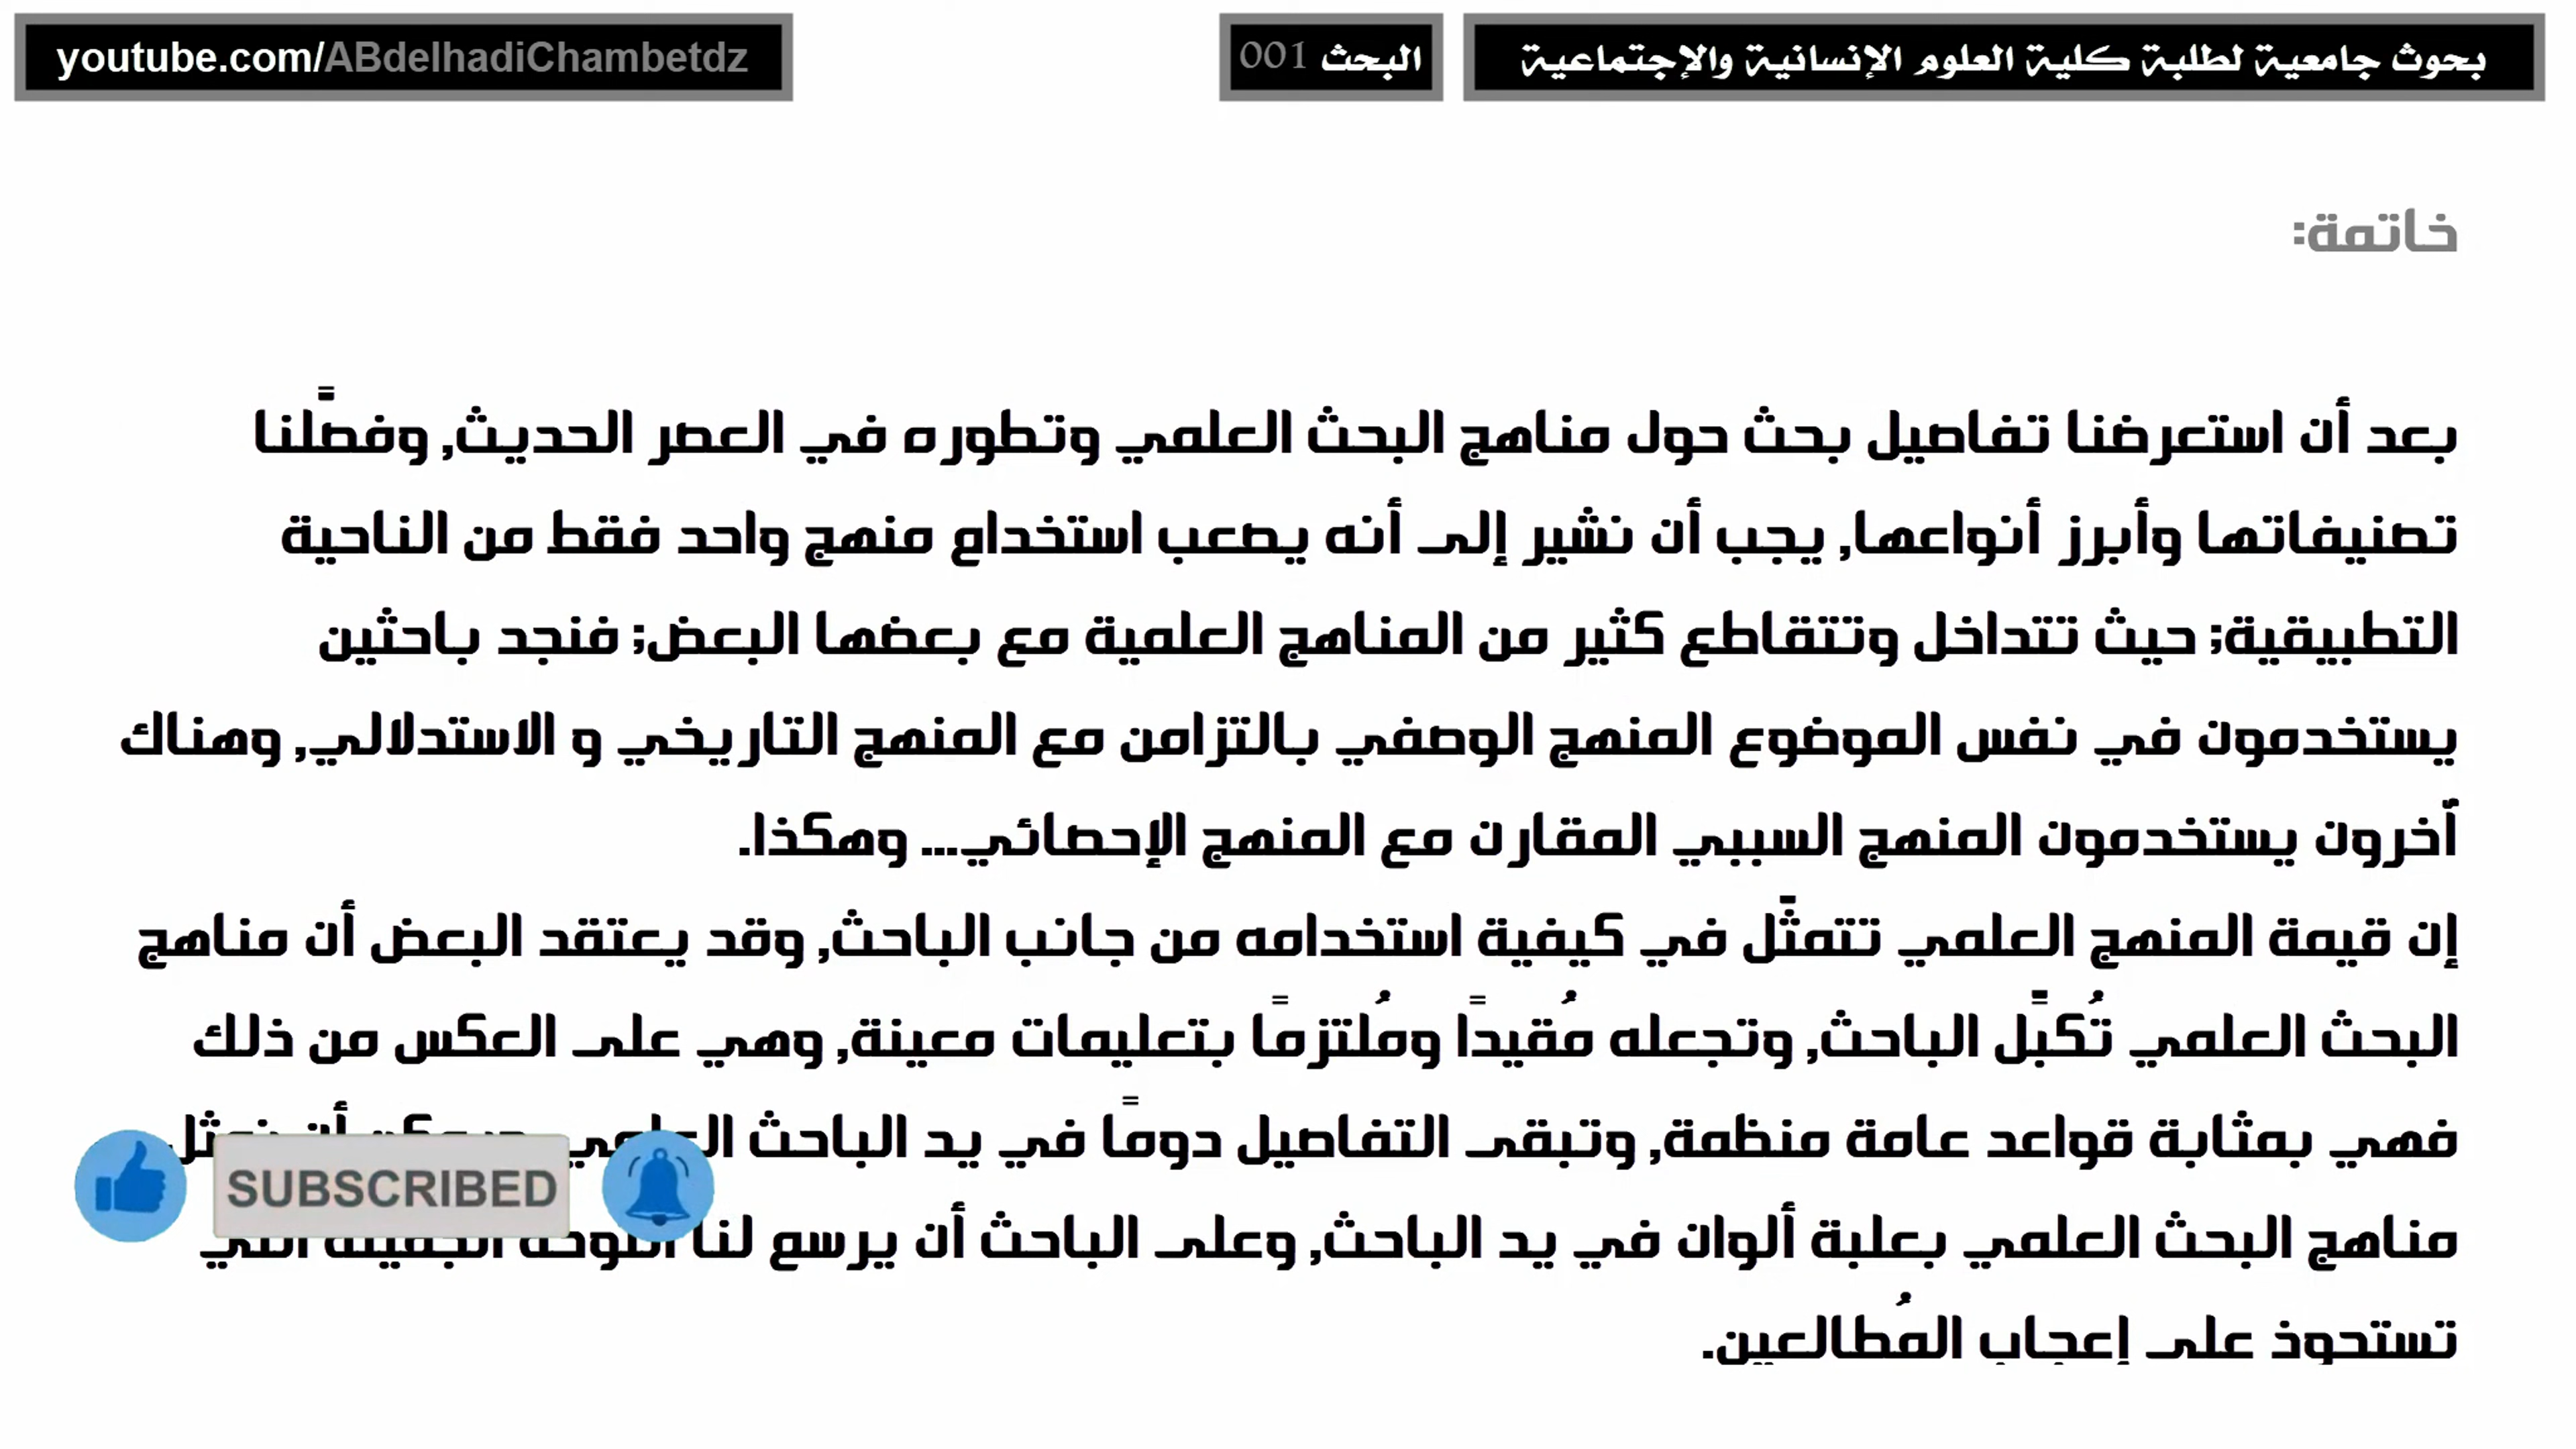 youtube.com/ABdelhadiChambetdz
البحث 001
بحوث جامعية لطلبة كلية العلوم الإنسانية والإجتماعية
خاتمة:
بعد أن استعرضنا تفاصيل بحث حول مناهج البحث العلمي وتطوره في العصر الحديث, وفصًّلنا
تصنيفاتها وأبرز أنواعها, يجب أن نشير إلى أنه يصعب استخدام منهج واحد فقط من الناحية
التطبيقية; حيث تتداخل وتتقاطع كثير من المناهج العلمية مع بعضها البعض; فنجد باحثين
يستخدمون في نفس الموضوع المنهج الوصفي بالتزامن مع المنهج التاريخي و الاستدلالي, وهناك
أخرون يستخدمون المنهج السببي المقارن مع المنهج الإحصائي... وهكذا.
إن قيمة المنهج العلمي تتمثَّل في كيفية استخدامه من جانب الباحث, وقد يعتقد البعض أن مناهج
البحث العلمي تُكبِّل الباحث, وتجعله مُقيداً ومُلتزماً بتعليمات معينة, وهي على العكس من ذلك
فهي بمثابة قواعد عامة منظمة, وتبقى التفاصيل دوماً في يد الباحث العلمي أن
مناهج البحث العلمي بعلبة ألوان في يد الباحث, وعلى الباحث أن يرسم لنا التي
تستحوذ على إعجاب المُطالعين.
SUBSCRIBED